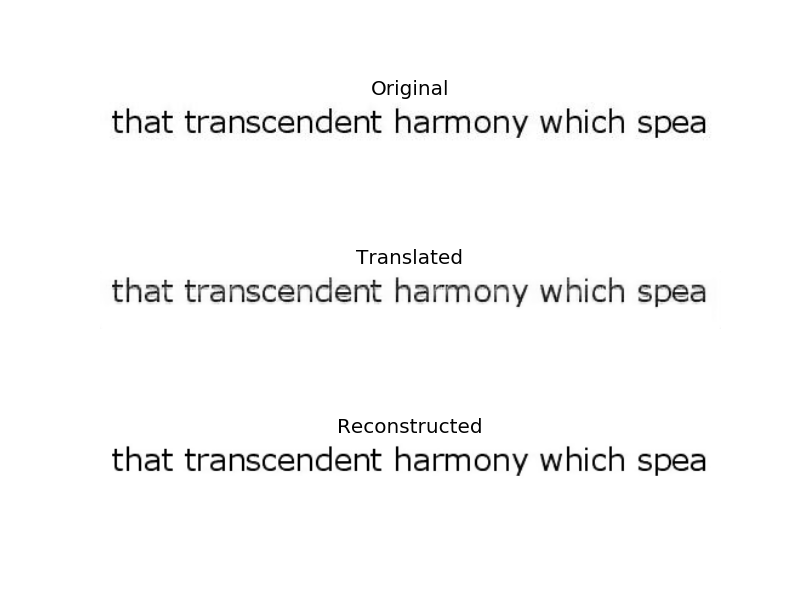 Original
that transcendent harmony which spea
Translated
that transcendent harmony which spea
Reconstructed
that transcendent harmony which spea